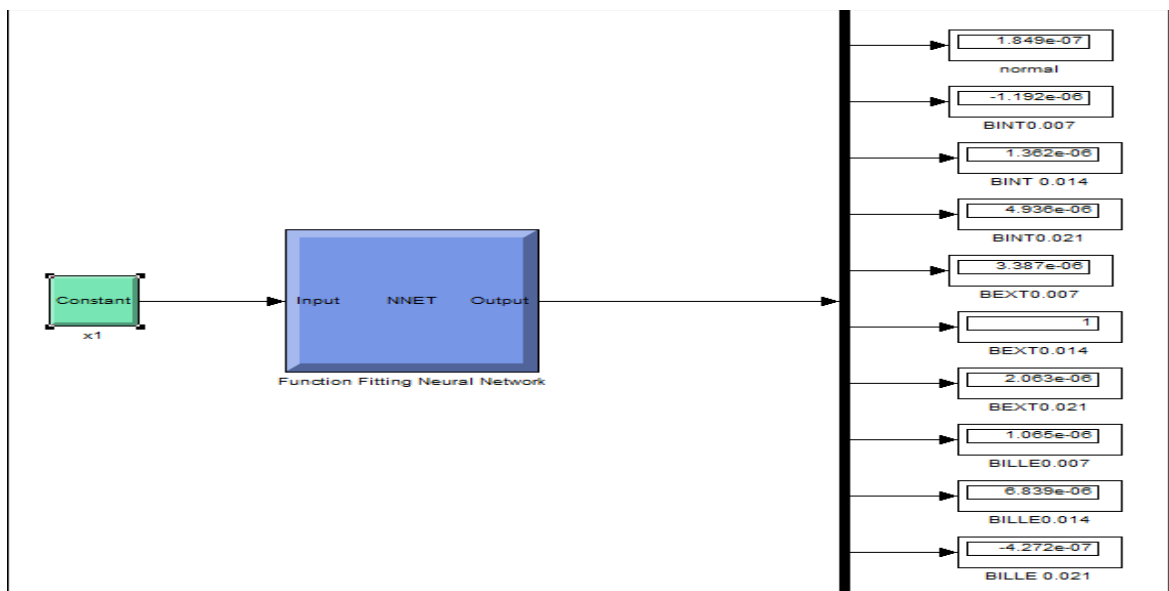 1.849e-07
normal
-1.192e-06
BINT0.007
1.362e-06
BINT 0.014
4.936e-06
BINT0.021
3.387e-06
BEXT0.007
1
BEXT0.014
2.063e-06
BEXT0.021
1.065e-06
BILLE0.007
6.839e-06
BILLE0.014
-4.272e-07
BILLE 0.021
Constant
x1
Input NNET Output
Function Fitting Neural Network